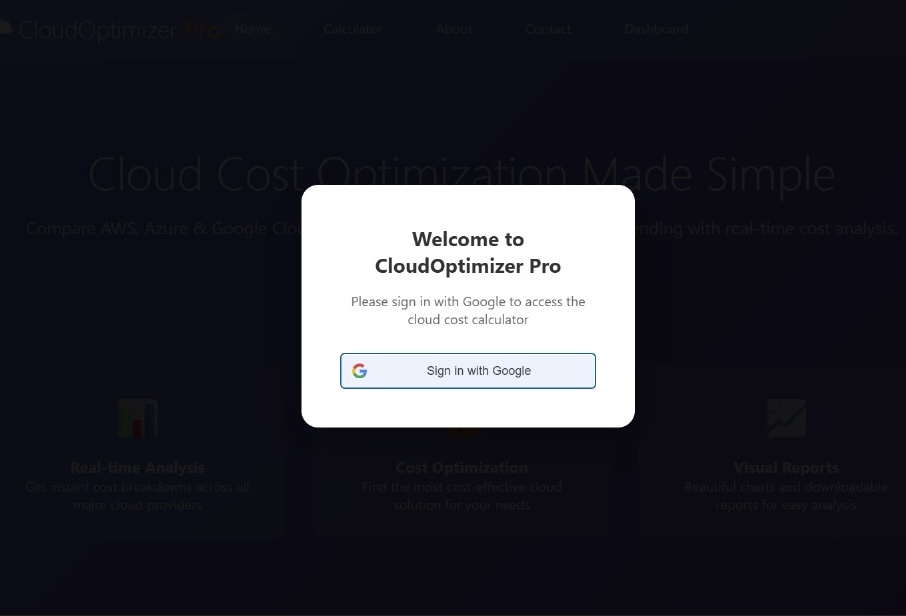 CloudOptimizer Pro
Home
Calculator
About
Contact
Dashboard
Cloud Cost Optimization Made Simple
Compare AWS, Azure & Google
ending with real-time cost analysis.
Welcome to
CloudOptimizer Pro
Please sign in with Google to access the
cloud cost calculator
Sign in with Google
Real-time Analysis
Get instant cost breakdowns across all
major cloud providers
Cost Optimization
Find the most cost-effective cloud
solution for your needs
Visual Reports
Beautiful charts and downloadable
reports for easy analysis